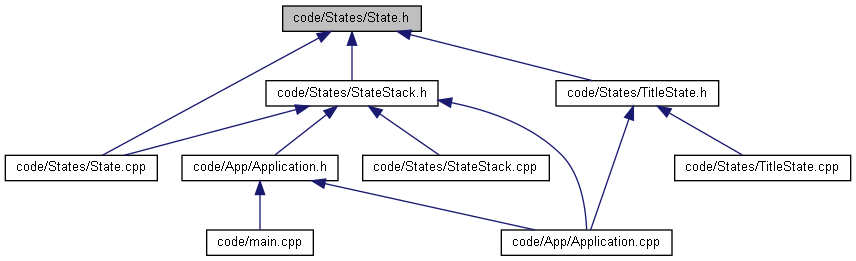 code/States/State.h
code/States/StateStack.h
code/States/TitleState.h
code/States/State.cpp
code/App/Application.h
code/States/StateStack.cpp
code/States/TitleState.cpp
code/main.cpp
code/App/Application.cpp